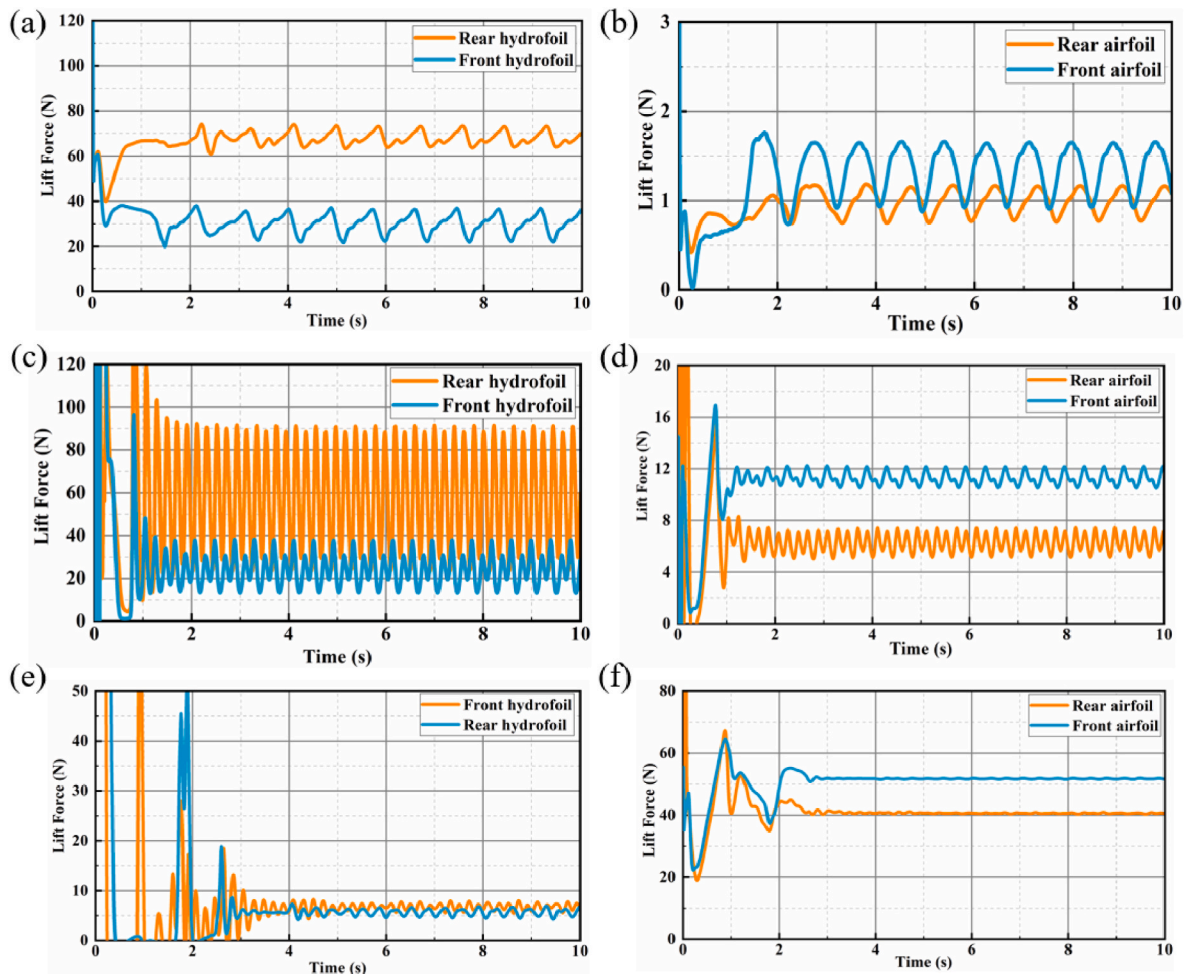 (a)
120
100
80
60
40
20
0
Lift Force (N)
Rear hydrofoil
Front hydrofoil
0 2 4 6 8 10
Time (s)
(b)
3
2
1
0
Lift Force (N)
Rear airfoil
Front airfoil
0 2 4 6 8 10
Time (s)
(c)
120
100
80
60
40
20
0
Lift Force (N)
Rear hydrofoil
Front hydrofoil
0 2 4 6 8 10
Time (s)
(d)
20
16
12
8
4
0
Lift Force (N)
Rear airfoil
Front airfoil
0 2 4 6 8 10
Time (s)
(e)
50
40
30
20
10
0
Lift Force (N)
Front hydrofoil
Rear hydrofoil
0 2 4 6 8 10
Time (s)
(f)
80
60
40
20
0
Lift Force (N)
Rear airfoil
Front airfoil
0 2 4 6 8 10
Time (s)